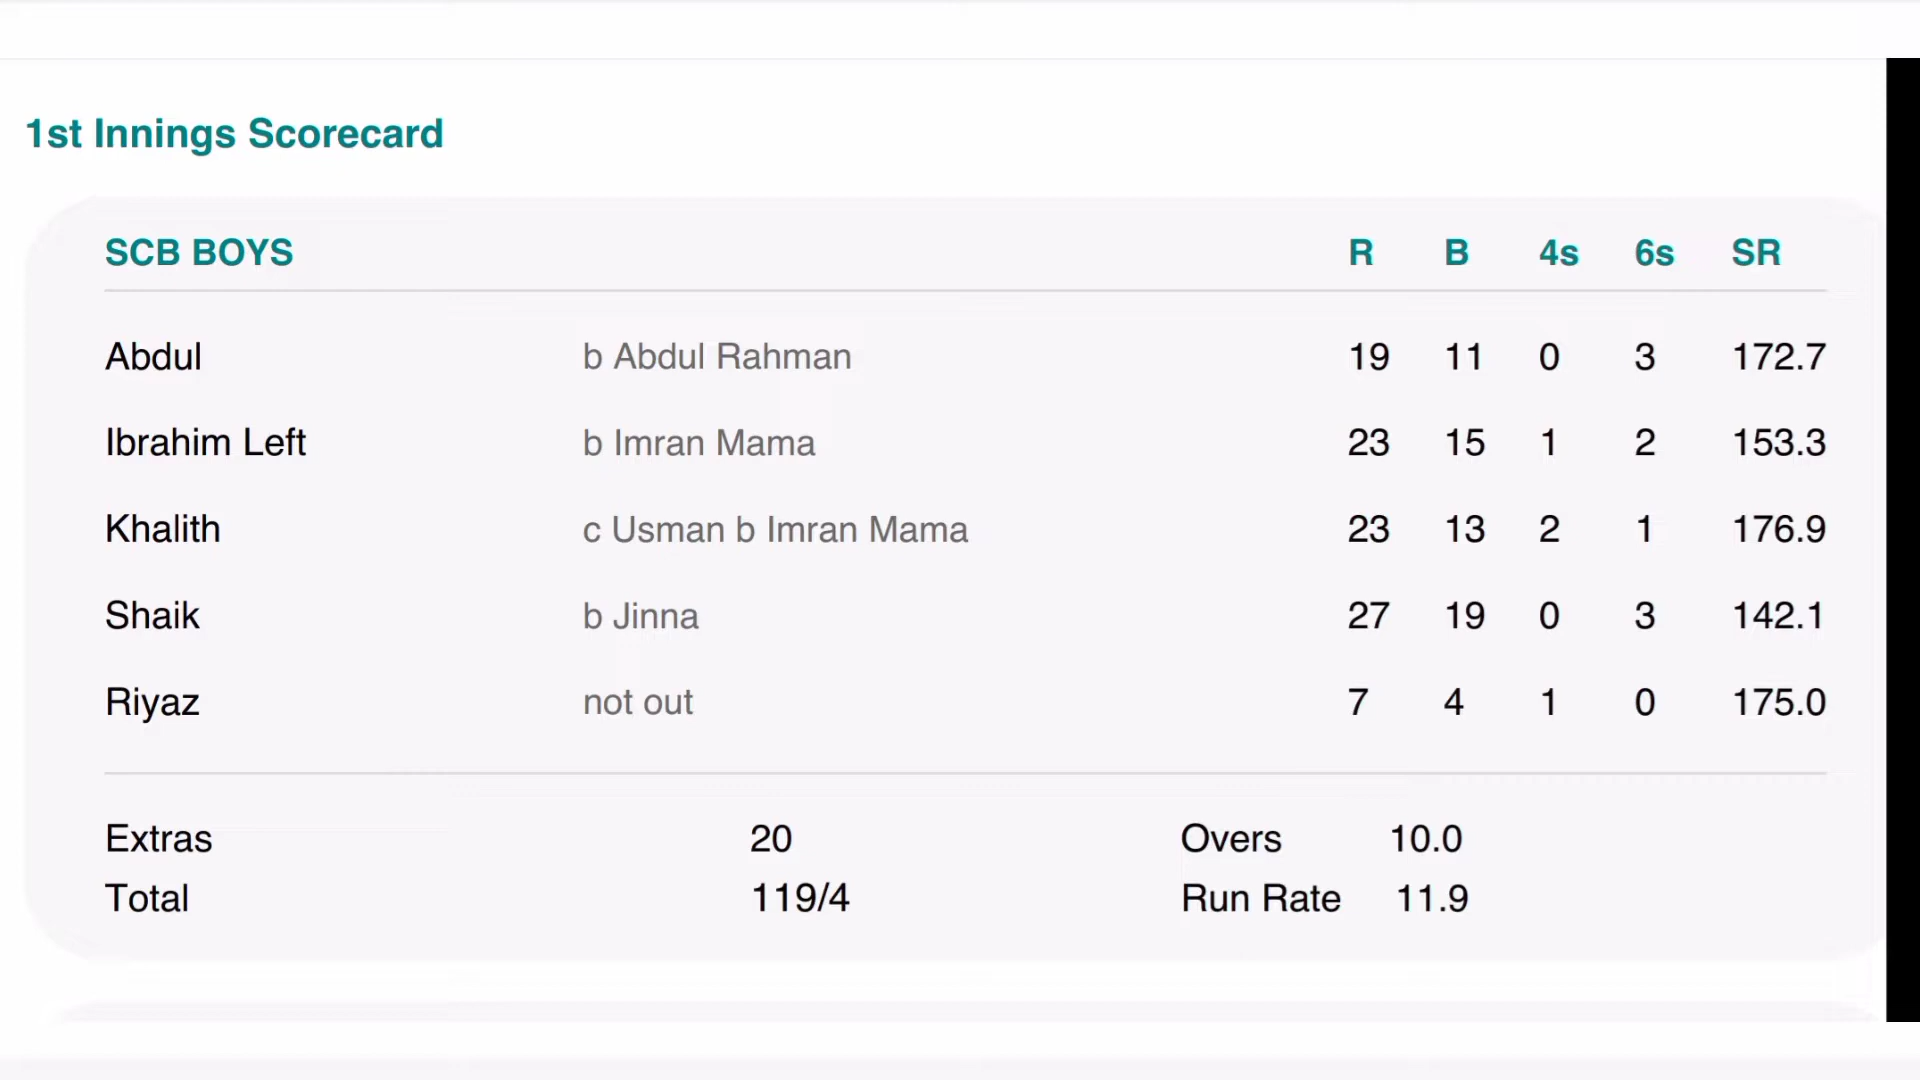 1st Innings Scorecard
SCB BOYS R B 4s 6s SR
Abdul b Abdul Rahman 19 11 0 3 172.7
Ibrahim Left b Imran Mama 23 15 1 2 153.3
Khalith c Usman b Imran Mama 23 13 2 1 176.9
Shaik b Jinna 27 19 0 3 142.1
Riyaz not out 7 4 1 0 175.0
Extras 20 Overs 10.0
Total 119/4 Run Rate 11.9